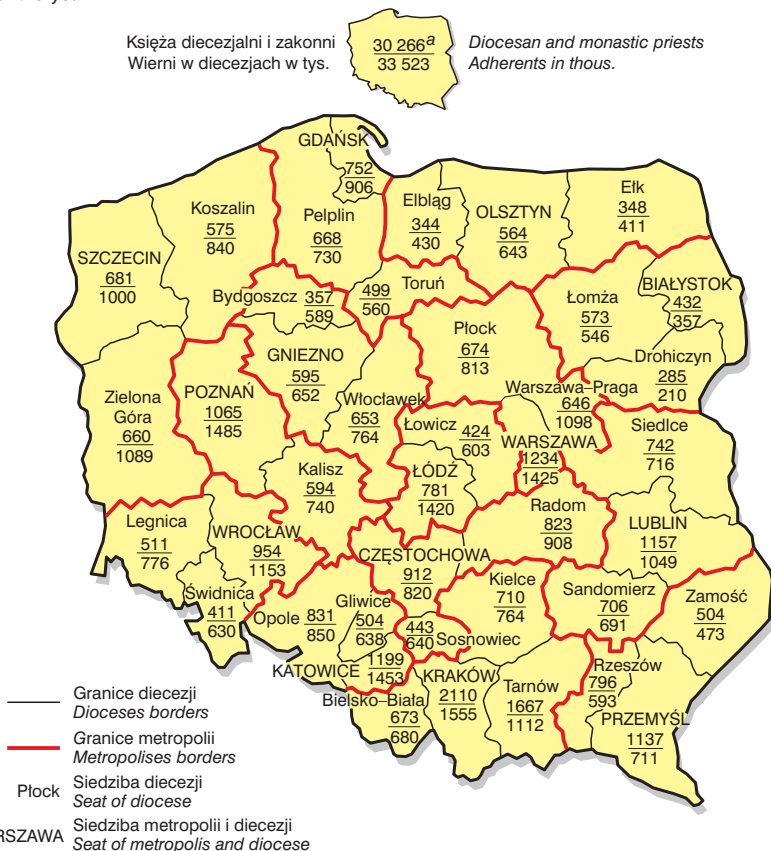 Księża diecezjalni i zakonni
Wierni w diecezjach w tys.
30 266a
33 523
Diocesan and monastic priests
Adherents in thous.
GDAŃSK
752
906
Koszalin
575
840
Pelplin
668
730
Elbląg
344
430
OLSZTYN
564
643
Ełk
348
411
SZCZECIN
681
1000
Bydgoszcz 357
589
499
560
Toruń
Łomża
573
546
BIAŁYSTOK
432
357
Płock
674
813
Drohiczyn
285
210
GNIEZNO
595
652
Zielona
Góra
660
1089
POZNAŃ
1065
1485
Włocławek
653
764
Warszawa–Praga
646
1098
Łowicz 424
603
WARSZAWA
1234
1425
Siedlce
742
716
Kalisz
594
740
ŁÓDŹ
781
1420
Radom
823
908
Legnica
511
776
WROCŁAW
954
1153
LUBLIN
1157
1049
CZĘSTOCHOWA
912
820
Kielce
710
764
Sandomierz
706
691
Zamość
504
473
Świdnica
411
630
Opole 831
850
Gliwice
504
638
443
640
Sosnowiec
KATOWICE 1199
1453
Bielsko–Biała
673
680
KRAKÓW
2110
1555
Tarnów
1667
1112
Rzeszów
796
593
PRZEMYŚL
1137
711
Granice diecezji
Dioceses borders
Granice metropolii
Metropolises borders
Płock Siedziba diecezji
Seat of diocese
RSZAWA Siedziba metropolii i diecezji
Seat of metropolis and diocese